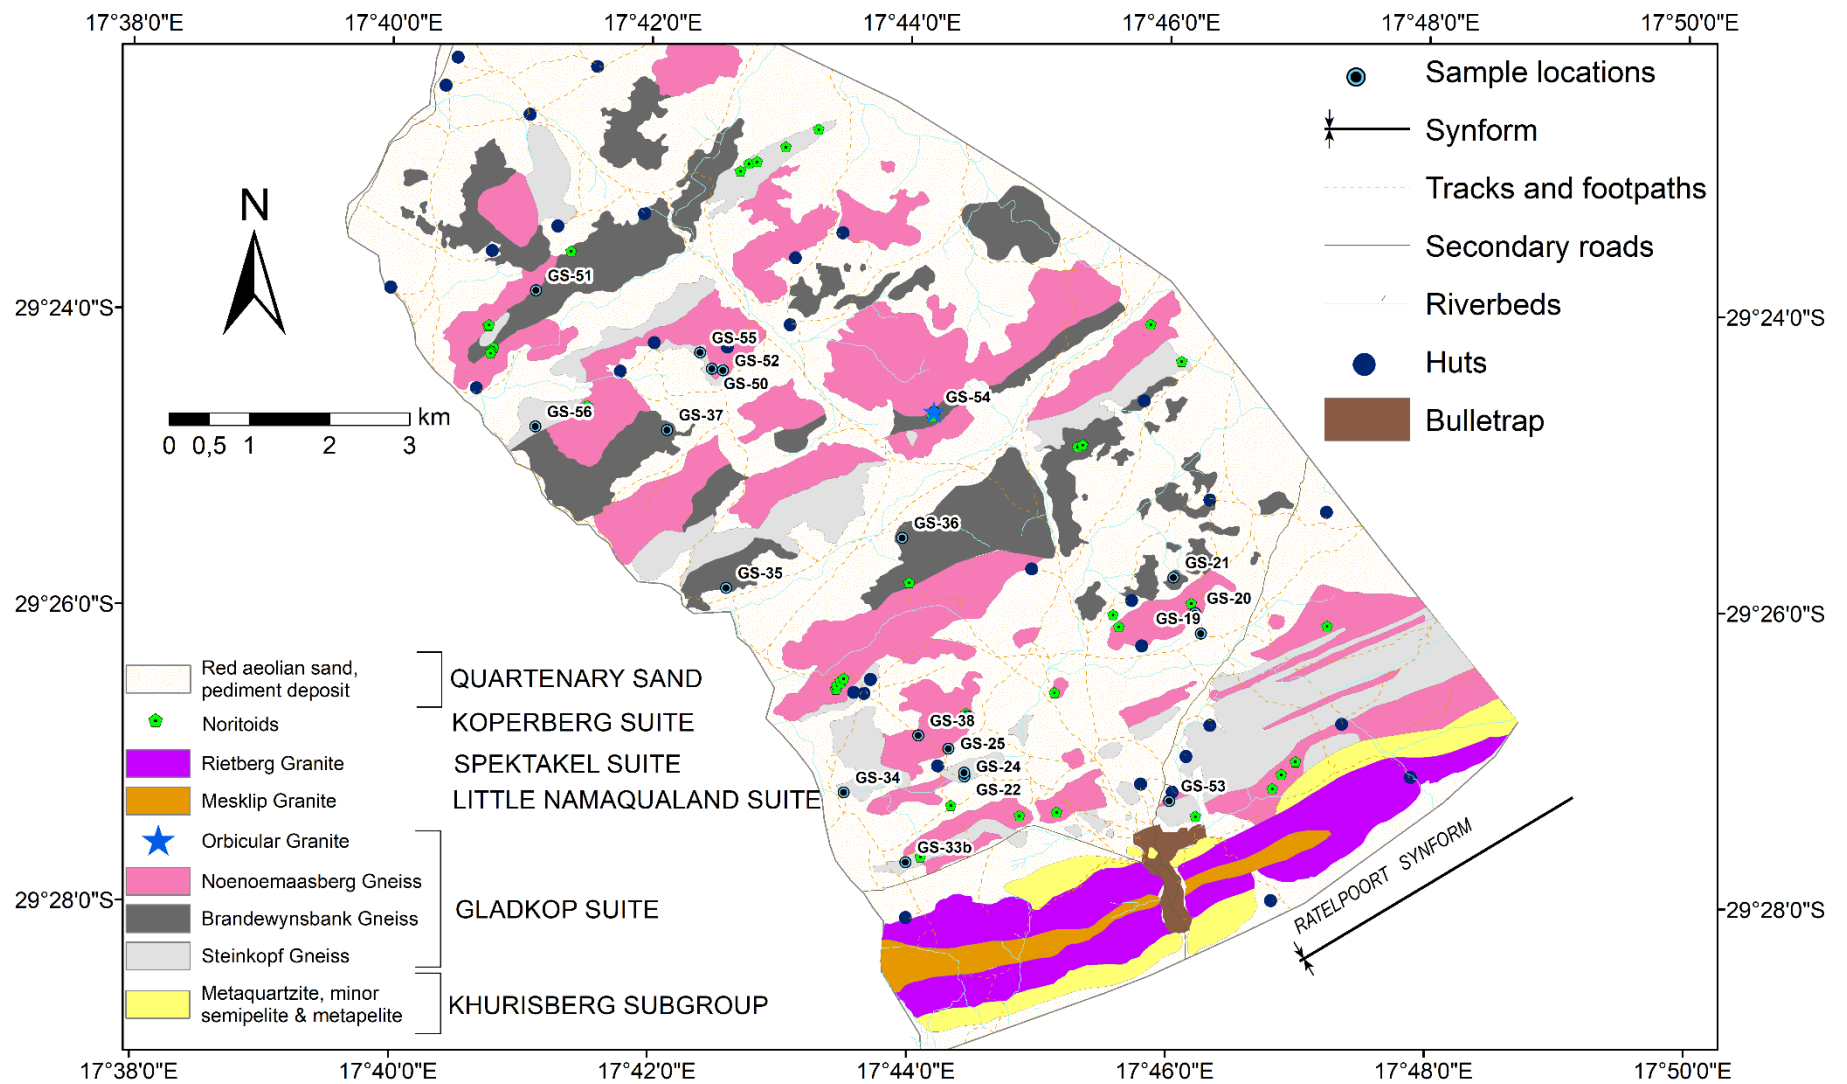 17°38'0"E
17°40'0"E
17°42'0"E
17°44'0"E
17°46'0"E
17°48'0"E
17°50'0"E
Sample locations
Synform
Tracks and footpaths
Secondary roads
Riverbeds
Huts
Bulletrap
N
29°24'0"S
29°24'0"S
GS-51
GS-55
GS-52
GS-50
GS-54
GS-56
GS-37
km
0 0,5 1 2 3
GS-36
GS-35
GS-21
GS-20
GS-19
29°26'0"S
29°26'0"S
GS-38
GS-25
GS-24
GS-22
GS-34
GS-53
GS-33b
RATELPOORT SYNFORM
Red aeolian sand,
pediment deposit
QUARTENARY SAND
Noritoids
KOPERBERG SUITE
Rietberg Granite
SPEKTAKEL SUITE
Mesklip Granite
LITTLE NAMAQUALAND SUITE
Orbicular Granite
Noenoemaasberg Gneiss
Brandewynsbank Gneiss
GLADKOP SUITE
Steinkopf Gneiss
Metaquartzite, minor
semipelite & metapelite
KHURISBERG SUBGROUP
29°28'0"S
29°28'0"S
17°38'0"E
17°40'0"E
17°42'0"E
17°44'0"E
17°46'0"E
17°48'0"E
17°50'0"E